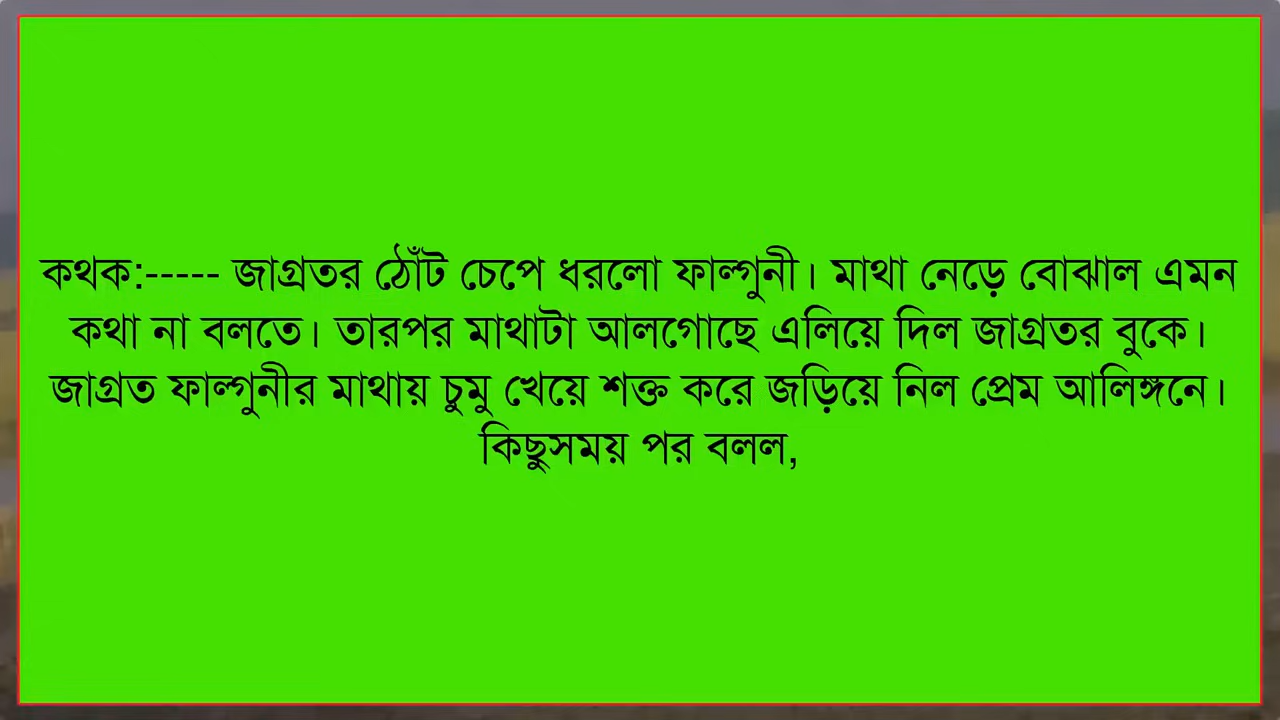 কথক:----- জাগ্রতর ঠোঁট চেপে ধরলো ফাল্গুনী। মাথা নেড়ে বোঝাল এমন
কথা না বলতে। তারপর মাথাটা আলগোছে এলিয়ে দিল জাগ্রতর বুকে।
জাগ্রত ফাল্গুনীর মাথায় চুমু খেয়ে শক্ত করে জড়িয়ে নিল প্রেম আলিঙ্গনে।
কিছুসময় পর বলল,